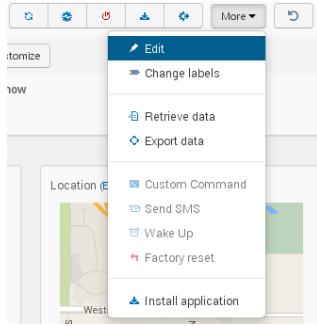 More
Edit
stomize
Change labels
now
Retrieve data
Export data
Location (E
Custom Command
Send SMS
Wake Up
Factory reset
Install application
West
S
N